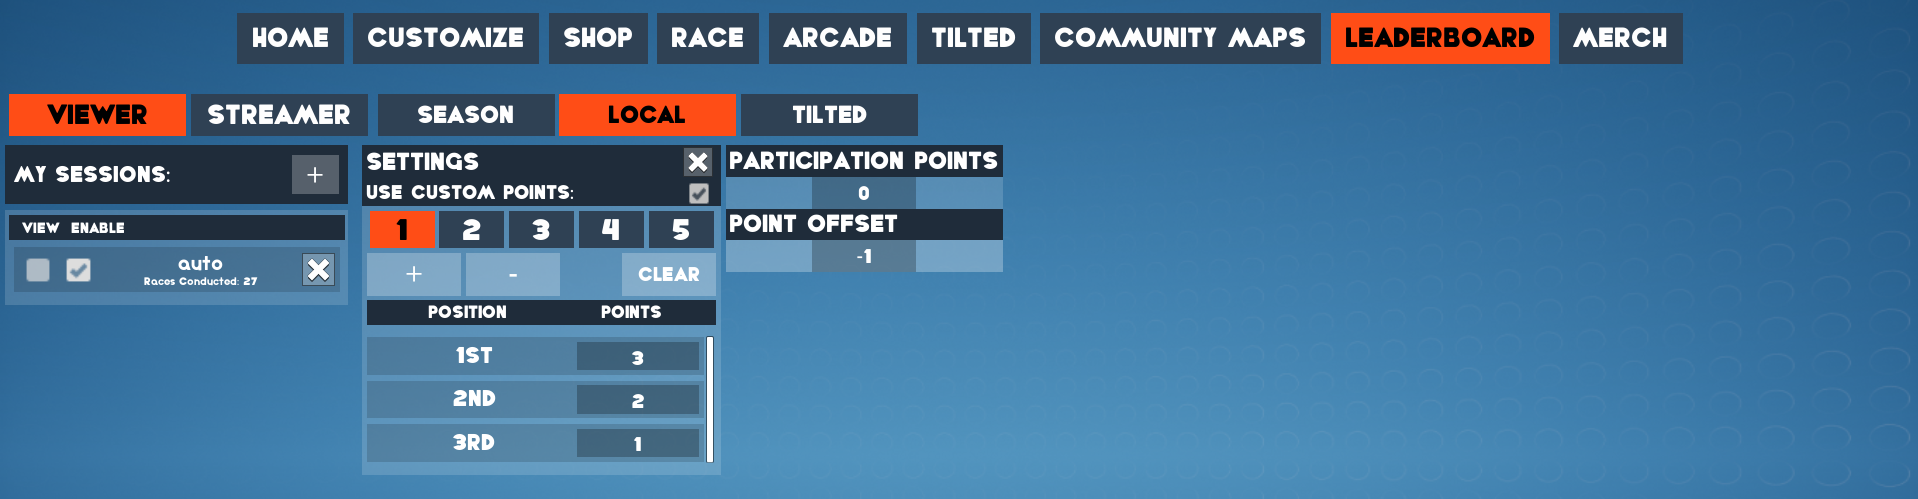 HOME CUSTOMIZE SHOP RACE ARCADE TILTED COMMUNITY MAPS LEADERBOARD MERCH
VIEWER STREAMER SEASON LOCAL TILTED
MY SESSIONS: +
VIEW ENABLE
auto
Races Conducted: 27
SETTINGS
USE CUSTOM POINTS:
1 2 3 4 5
+ - CLEAR
POSITION POINTS
1ST 3
2ND 2
3RD 1
PARTICIPATION POINTS
0
POINT OFFSET
-1